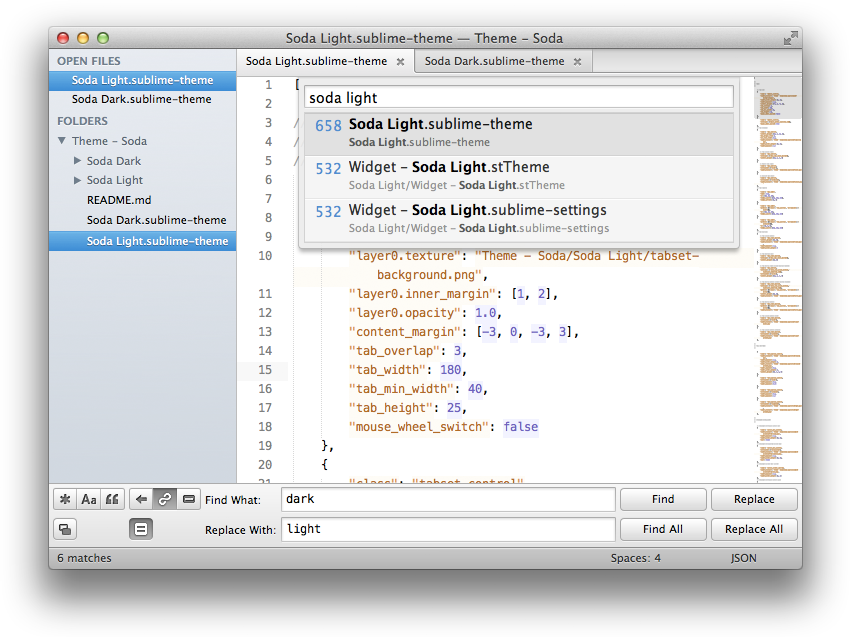 Soda Light.sublime-theme — Theme - Soda
OPEN FILES
Soda Light.sublime-theme
Soda Dark.sublime-theme
FOLDERS
Theme - Soda
Soda Dark
Soda Light
README.md
Soda Dark.sublime-theme
Soda Light.sublime-theme
Soda Light.sublime-theme
Soda Dark.sublime-theme
soda light
658 Soda Light.sublime-theme
Soda Light.sublime-theme
532 Widget - Soda Light.stTheme
Soda Light/Widget - Soda Light.stTheme
532 Widget - Soda Light.sublime-settings
Soda Light/Widget - Soda Light.sublime-settings
1 [
2
3 /
4 /
5 /
6
7
8
9
10 "layer0.texture": "Theme - Soda/Soda Light/tabset-
background.png",
11 "layer0.inner_margin": [1, 2],
12 "layer0.opacity": 1.0,
13 "content_margin": [-3, 0, -3, 3],
14 "tab_overlap": 3,
15 "tab_width": 180,
16 "tab_min_width": 40,
17 "tab_height": 25,
18 "mouse_wheel_switch": false
19 },
20 {
21 "class": "tabset_control"
Aa Find What: dark Find Replace
Replace With: light Find All Replace All
6 matches Spaces: 4 JSON